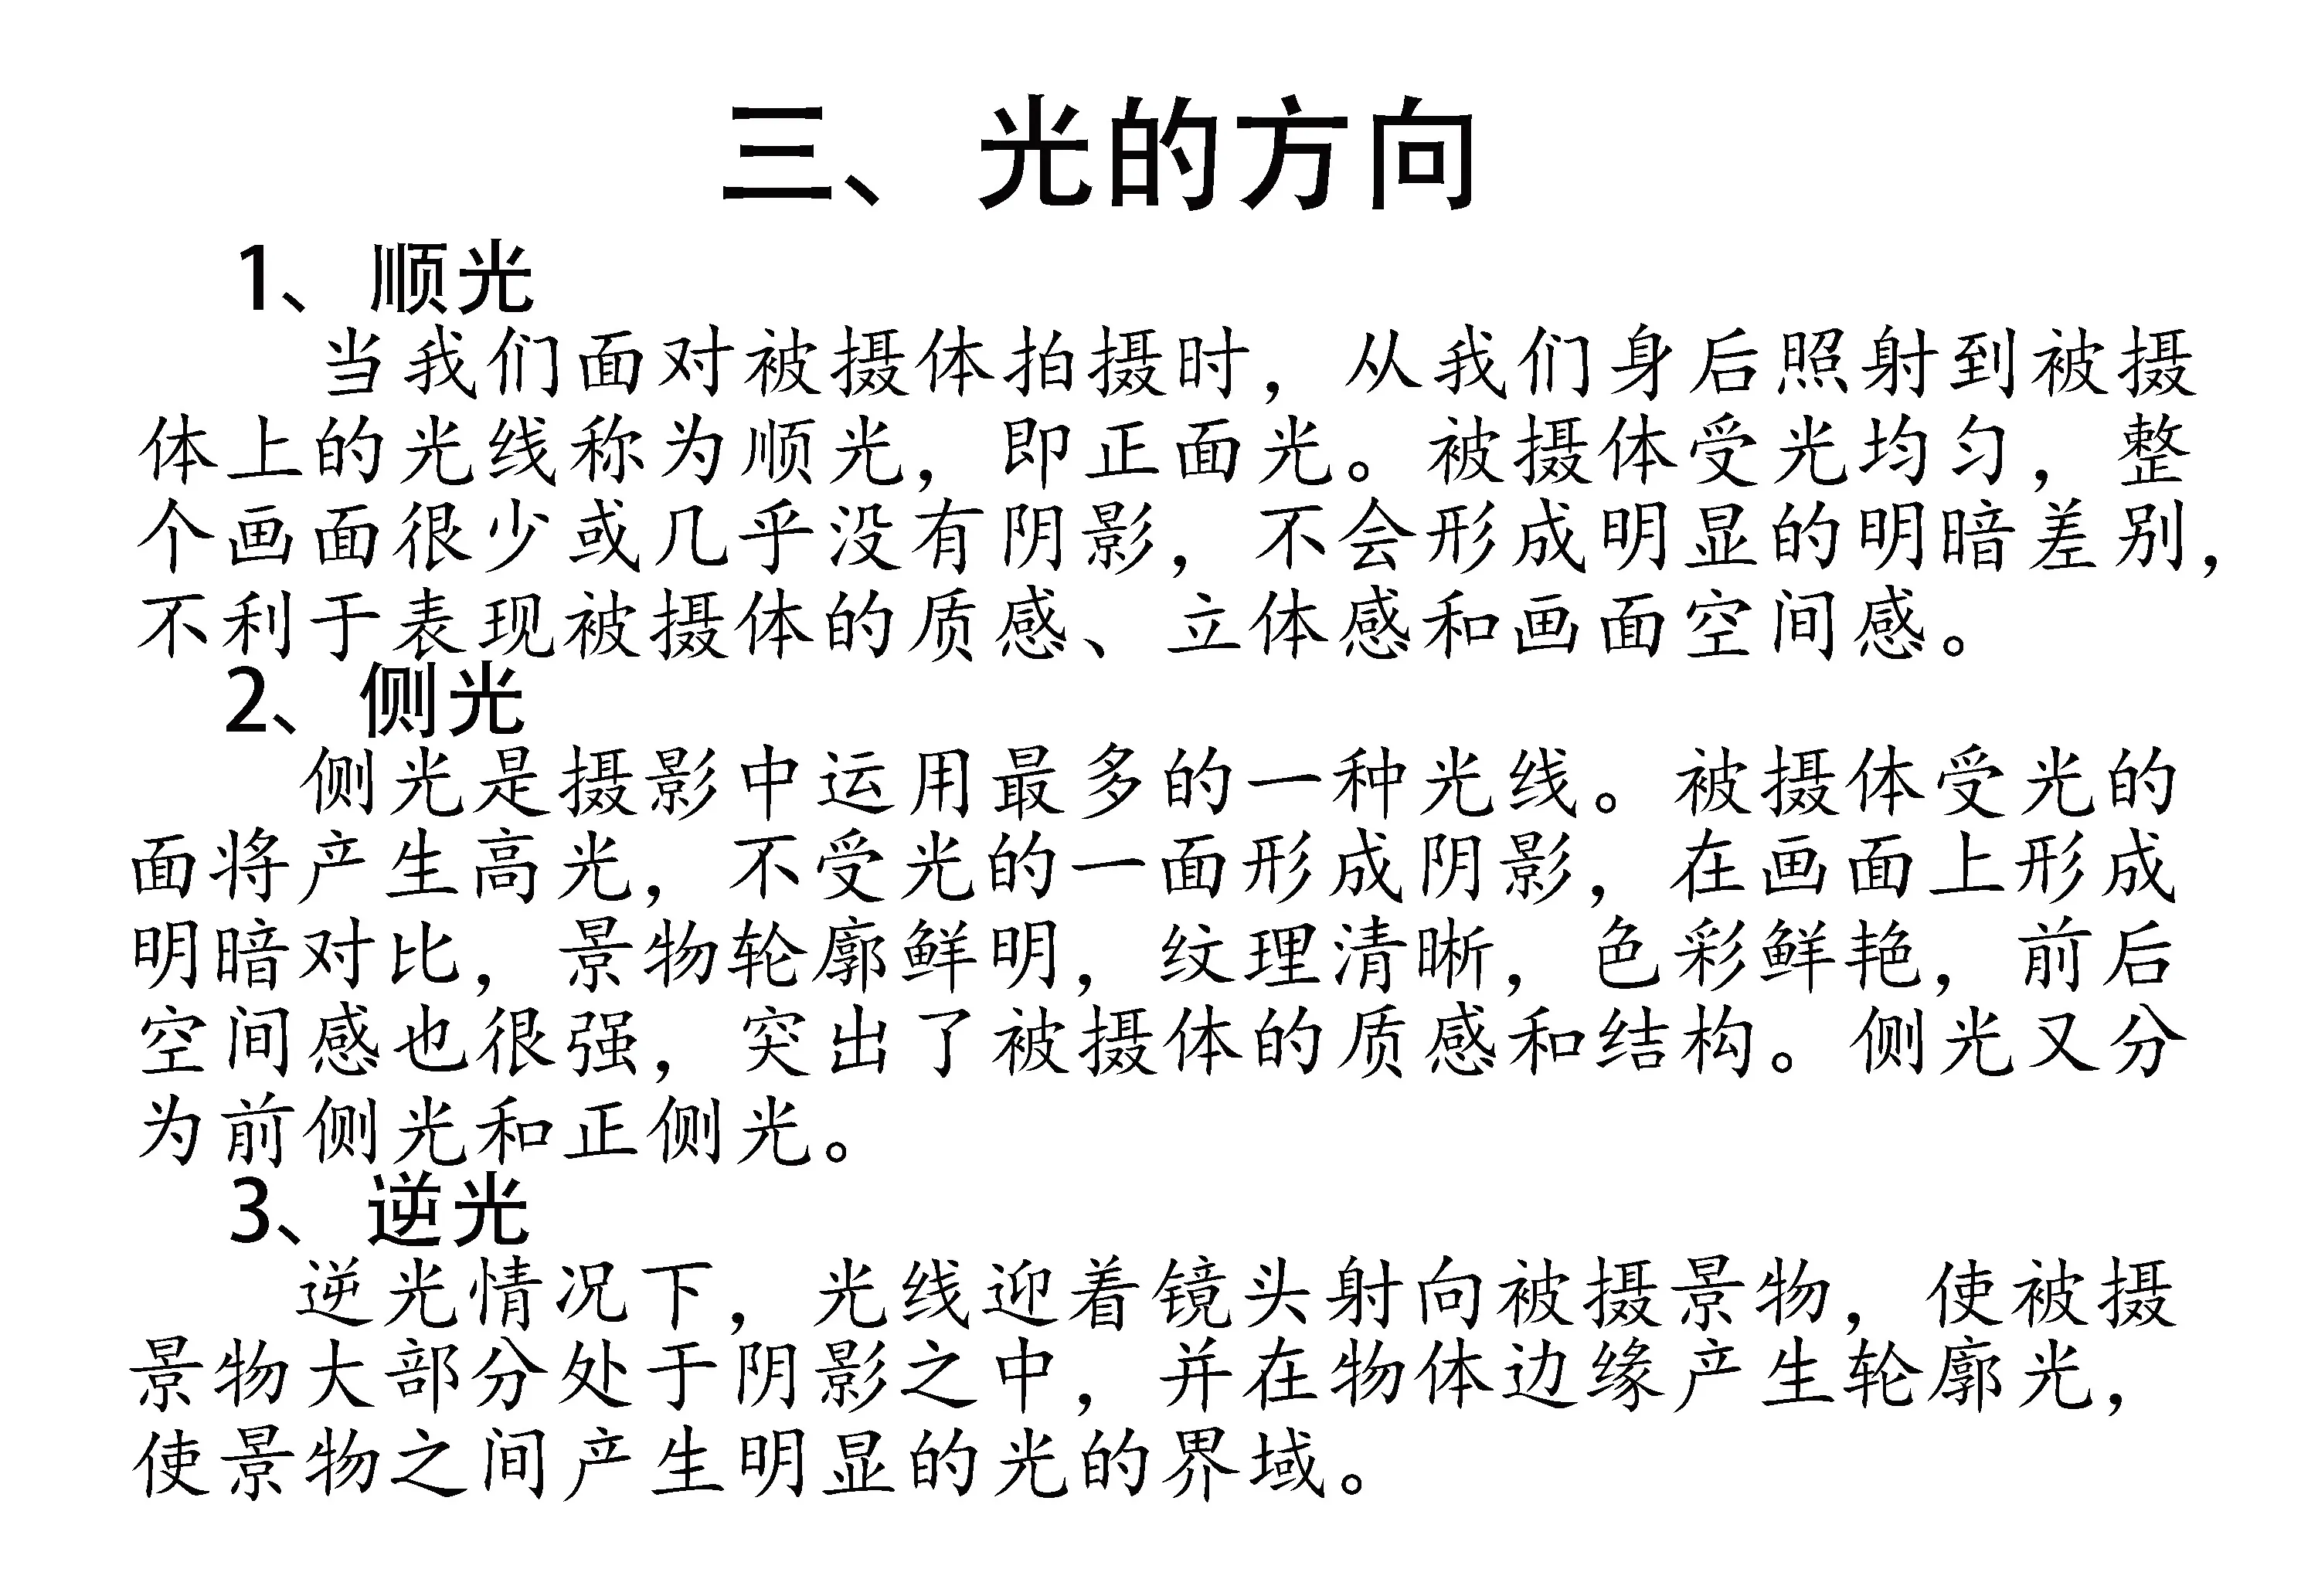 三、光的方向
1、顺光
当我们面对被摄体拍摄时，从我们身后照射到被摄
体上的光线称为顺光，即正面光。被摄体受光均匀，整
个画面很少或几乎没有阴影，不会形成明显的明暗差别，
不利于表现被摄体的质感、立体感和画面空间感。
2、侧光
侧光是摄影中运用最多的一种光线。被摄体受光的
面将产生高光，不受光的一面形成阴影，在画面上形成
明暗对比，景物轮廓鲜明，纹理清晰，色彩鲜艳，前后
空间感也很强，突出了被摄体的质感和结构。侧光又分
为前侧光和正侧光。
3、逆光
逆光情况下，光线迎着镜头射向被摄景物，使被摄
景物大部分处于阴影之中，并在物体边缘产生轮廓光，
使景物之间产生明显的光的界域。